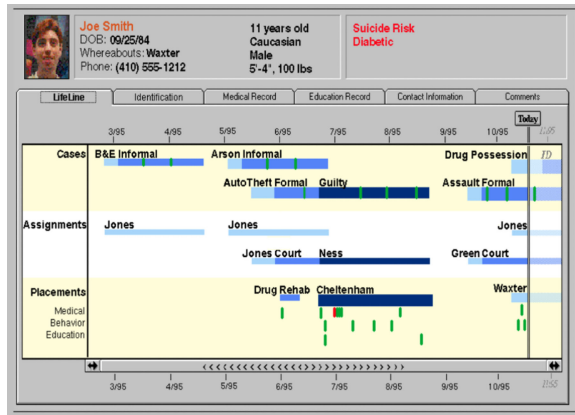 Joe Smith
DOB: 09/25/84
Whereabouts: Waxter
Phone: (410) 555-1212
11 years old
Caucasian
Male
5'-4", 100 lbs
Suicide Risk
Diabetic
LifeLine Identification Medical Record Education Record Contact Information Comments
Today
3/95 4/95 5/95 6/95 7/95 8/95 9/95 10/95 11/95
Cases B&E Informal Arson Informal Drug Possession ID
AutoTheft Formal Guilty Assault Formal
Assignments Jones Jones Jones
Jones Court Ness Green Court
Placements Drug Rehab Cheltenham Waxter
Medical
Behavior
Education
3/95 4/95 5/95 6/95 7/95 8/95 9/95 10/95